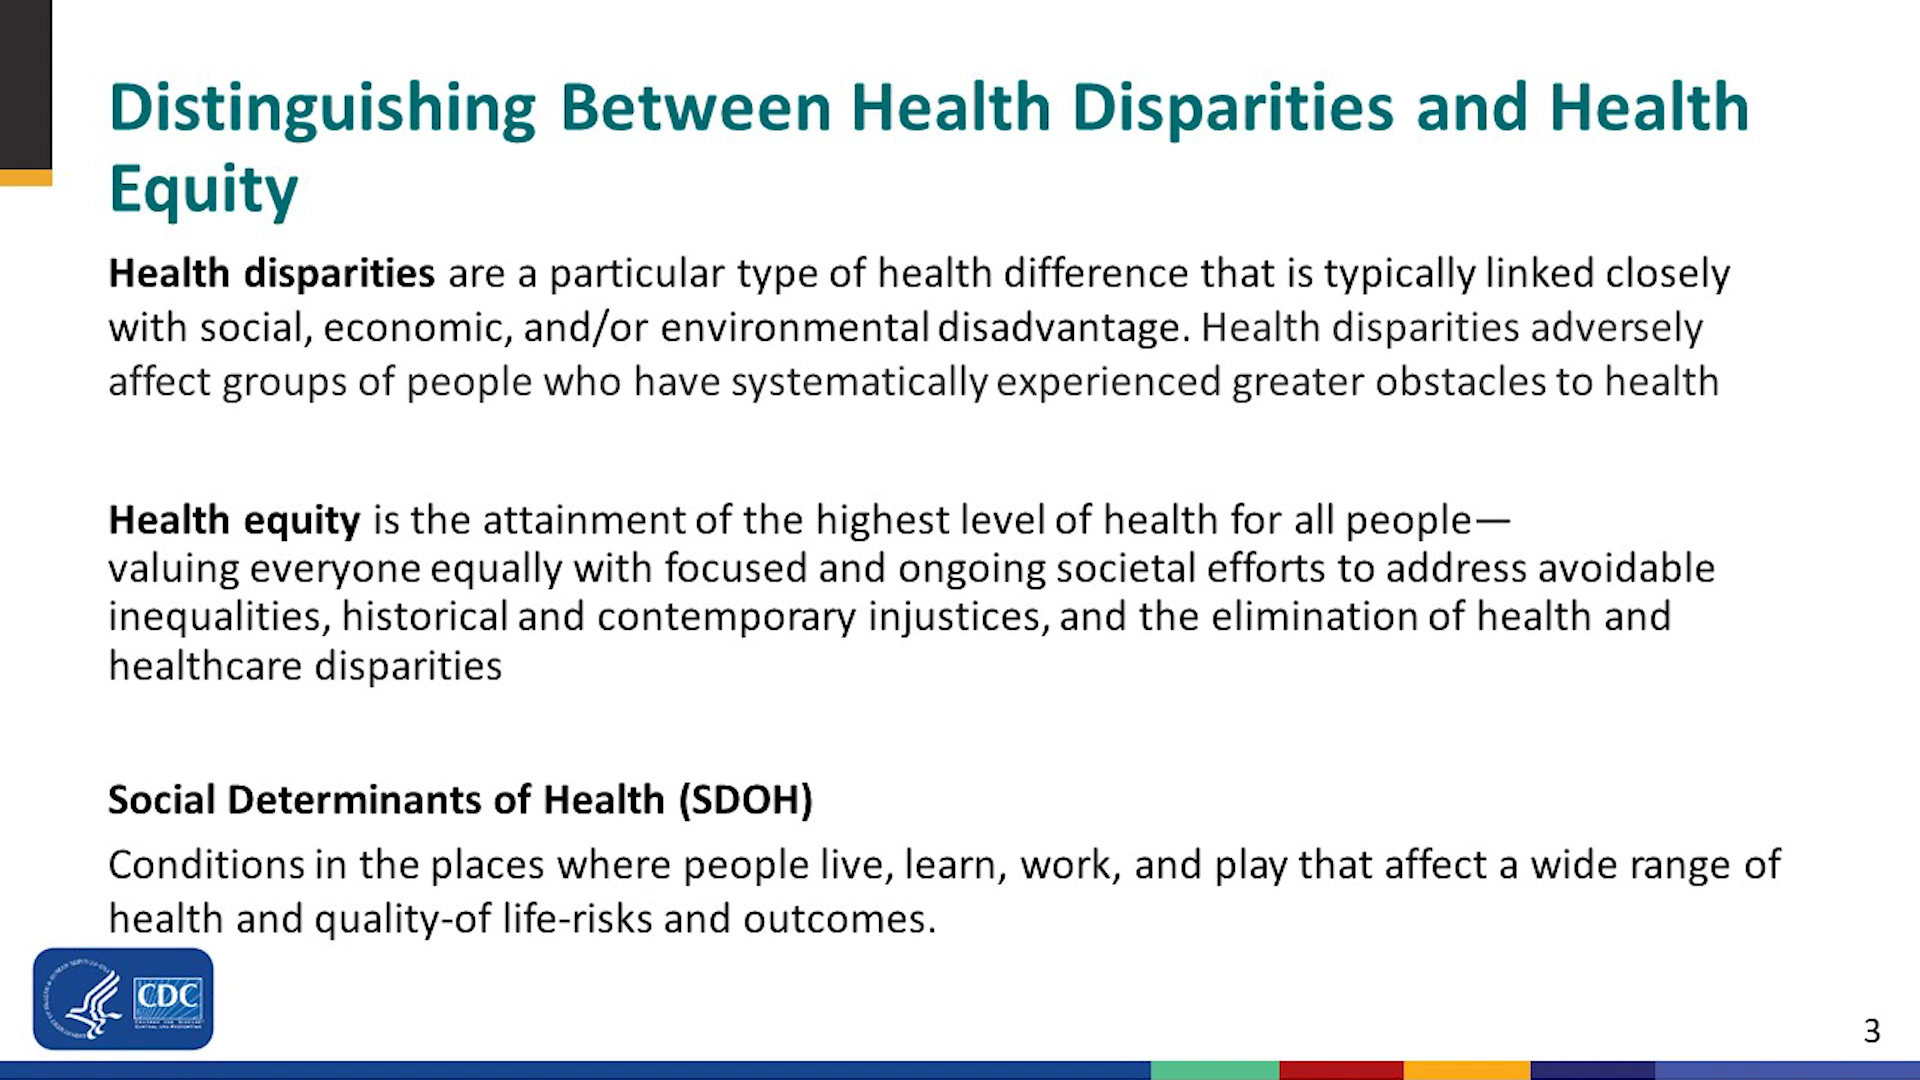 Distinguishing Between Health Disparities and Health
Equity
Health disparities are a particular type of health difference that is typically linked closely
with social, economic, and/or environmental disadvantage. Health disparities adversely
affect groups of people who have systematically experienced greater obstacles to health
Health equity is the attainment of the highest level of health for all people—
valuing everyone equally with focused and ongoing societal efforts to address avoidable
inequalities, historical and contemporary injustices, and the elimination of health and
healthcare disparities
Social Determinants of Health (SDOH)
Conditions in the places where people live, learn, work, and play that affect a wide range of
health and quality-of life-risks and outcomes.
CDC
3